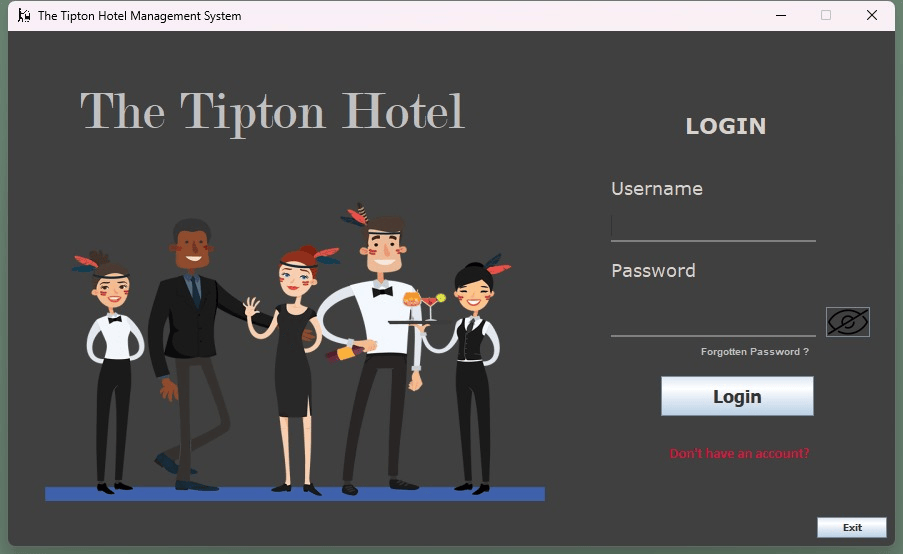 The Tipton Hotel Management System
The Tipton Hotel
LOGIN
Username
Password
Forgotten Password ?
Login
Don't have an account?
Exit